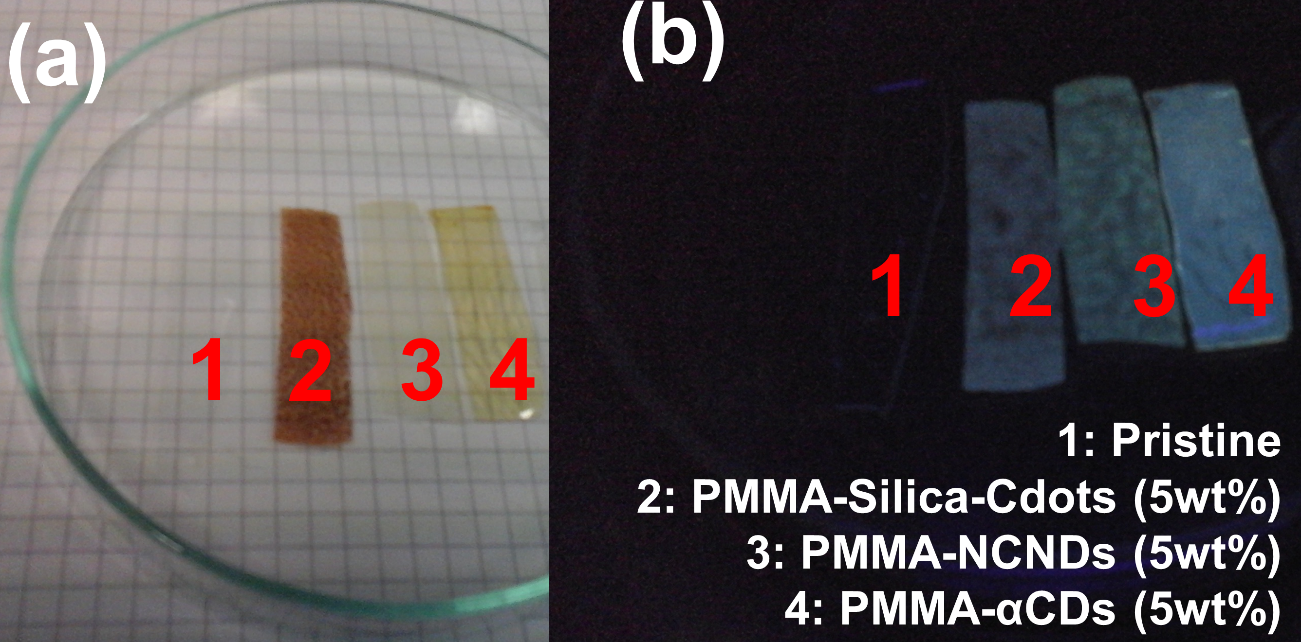 (a)
(b)
1 2 3 4
1 2 3 4
1: Pristine
2: PMMA-Silica-Cdots (5wt%)
3: PMMA-NCNDs (5wt%)
4: PMMA-αCDs (5wt%)